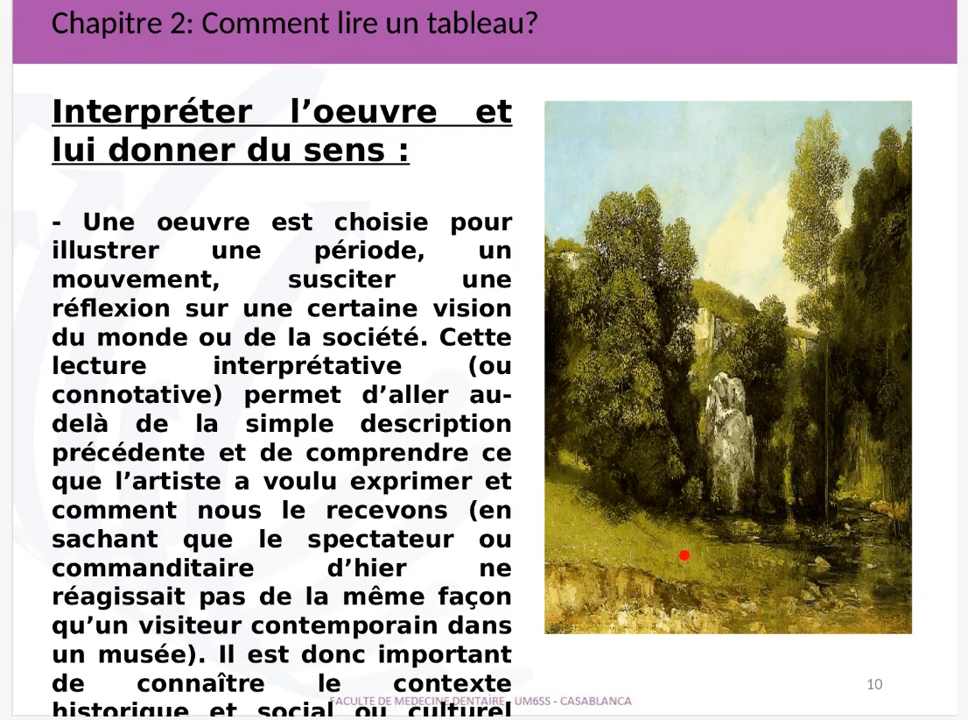 Chapitre 2: Comment lire un tableau?
Interpréter l’oeuvre et
lui donner du sens :
- Une oeuvre est choisie pour
illustrer une période, un
mouvement, susciter une
réflexion sur une certaine vision
du monde ou de la société. Cette
lecture interprétative (ou
connotative) permet d’aller au-
delà de la simple description
précédente et de comprendre ce
que l’artiste a voulu exprimer et
comment nous le recevons (en
sachant que le spectateur ou
commanditaire d’hier ne
réagissait pas de la même façon
qu’un visiteur contemporain dans
un musée). Il est donc important
de connaître le contexte
historique et social ou culturel
FACULTE DE MEDECINE DENTAIRE - UM6SS - CASABLANCA
10